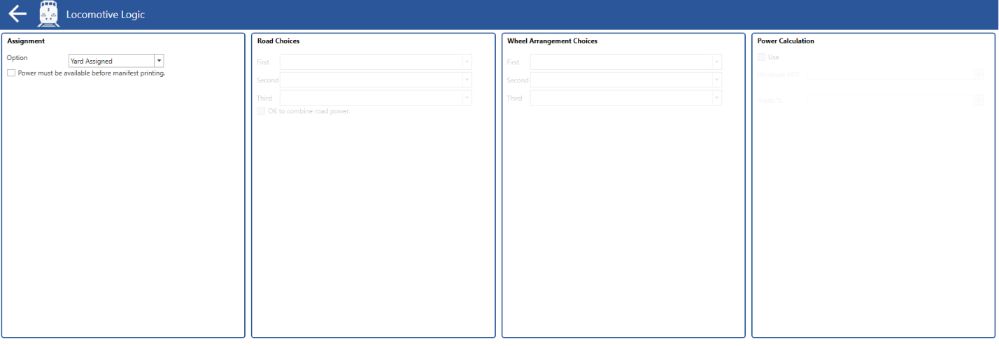 Locomotive Logic
Assignment
Option
Yard Assigned
Power must be available before manifest printing.
Road Choices
First
Second
Third
OK to combine road power.
Wheel Arrangement Choices
First
Second
Third
Power Calculation
Use
Minimum HPT
Grade %